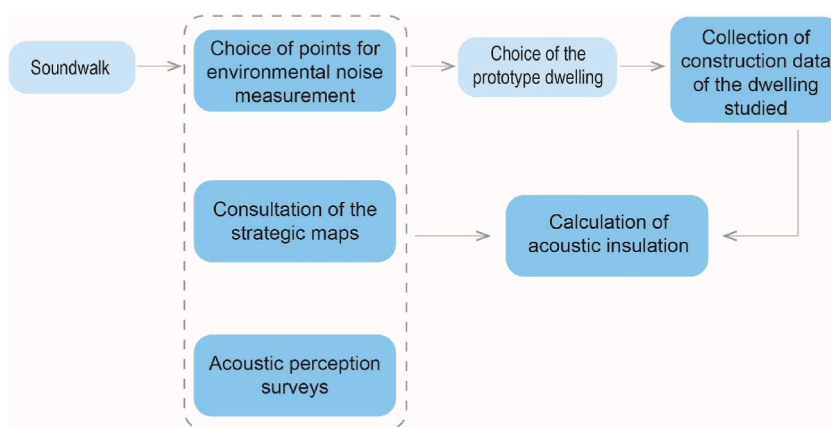 Soundwalk
Choice of points for
environmental noise
measurement
Choice of the
prototype dwelling
Collection of
construction data
of the dwelling
studied
Consultation of the
strategic maps
Calculation of
acoustic insulation
Acoustic perception
surveys